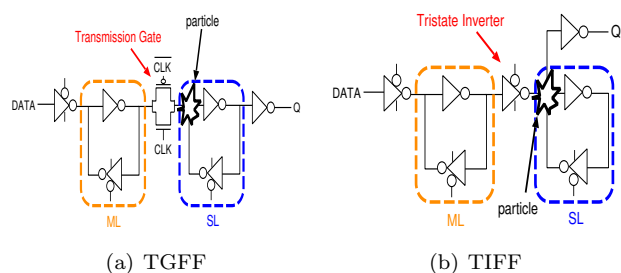 Transmission Gate
particle
CLK
DATA
Q
CLK
ML
SL
(a) TGFF
Tristate Inverter
Q
DATA
particle
ML
SL
(b) TIFF